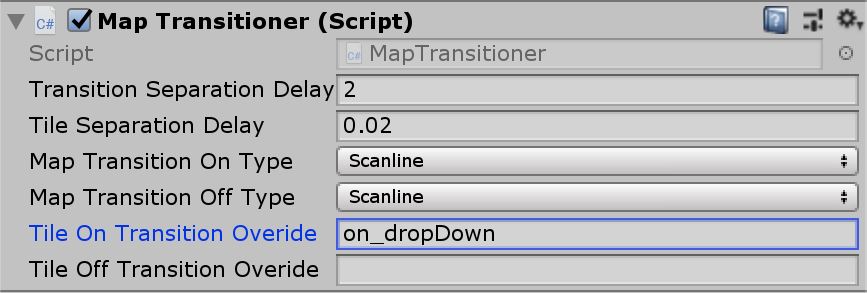 C# Map Transitioner (Script)
Script C# MapTransitioner
Transition Separation Delay 2
Tile Separation Delay 0.02
Map Transition On Type Scanline
Map Transition Off Type Scanline
Tile On Transition Overide on_dropDown
Tile Off Transition Overide